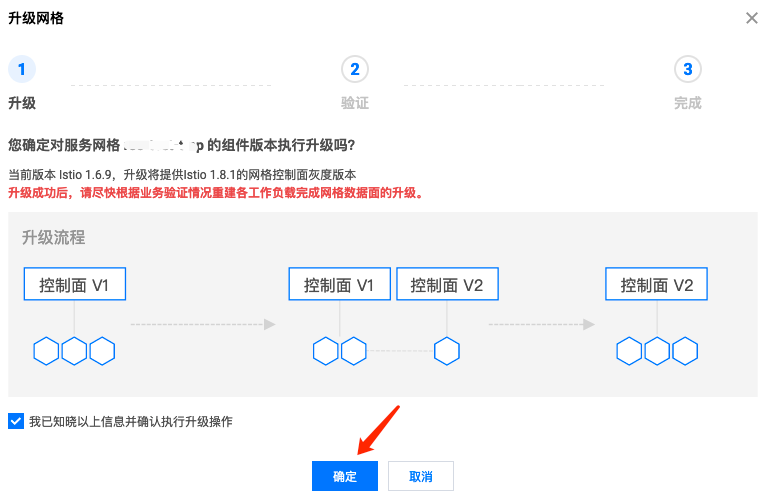 升级网格
1
2
3
升级
验证
完成
您确定对服务网格 的组件版本执行升级吗?
当前版本 Istio 1.6.9，升级将提供Istio 1.8.1的网格控制面灰度版本
升级成功后，请尽快根据业务验证情况重建各工作负载完成网格数据面的升级。
升级流程
控制面 V1
控制面 V1
控制面 V2
控制面 V2
我已知晓以上信息并确认执行升级操作
确定
取消